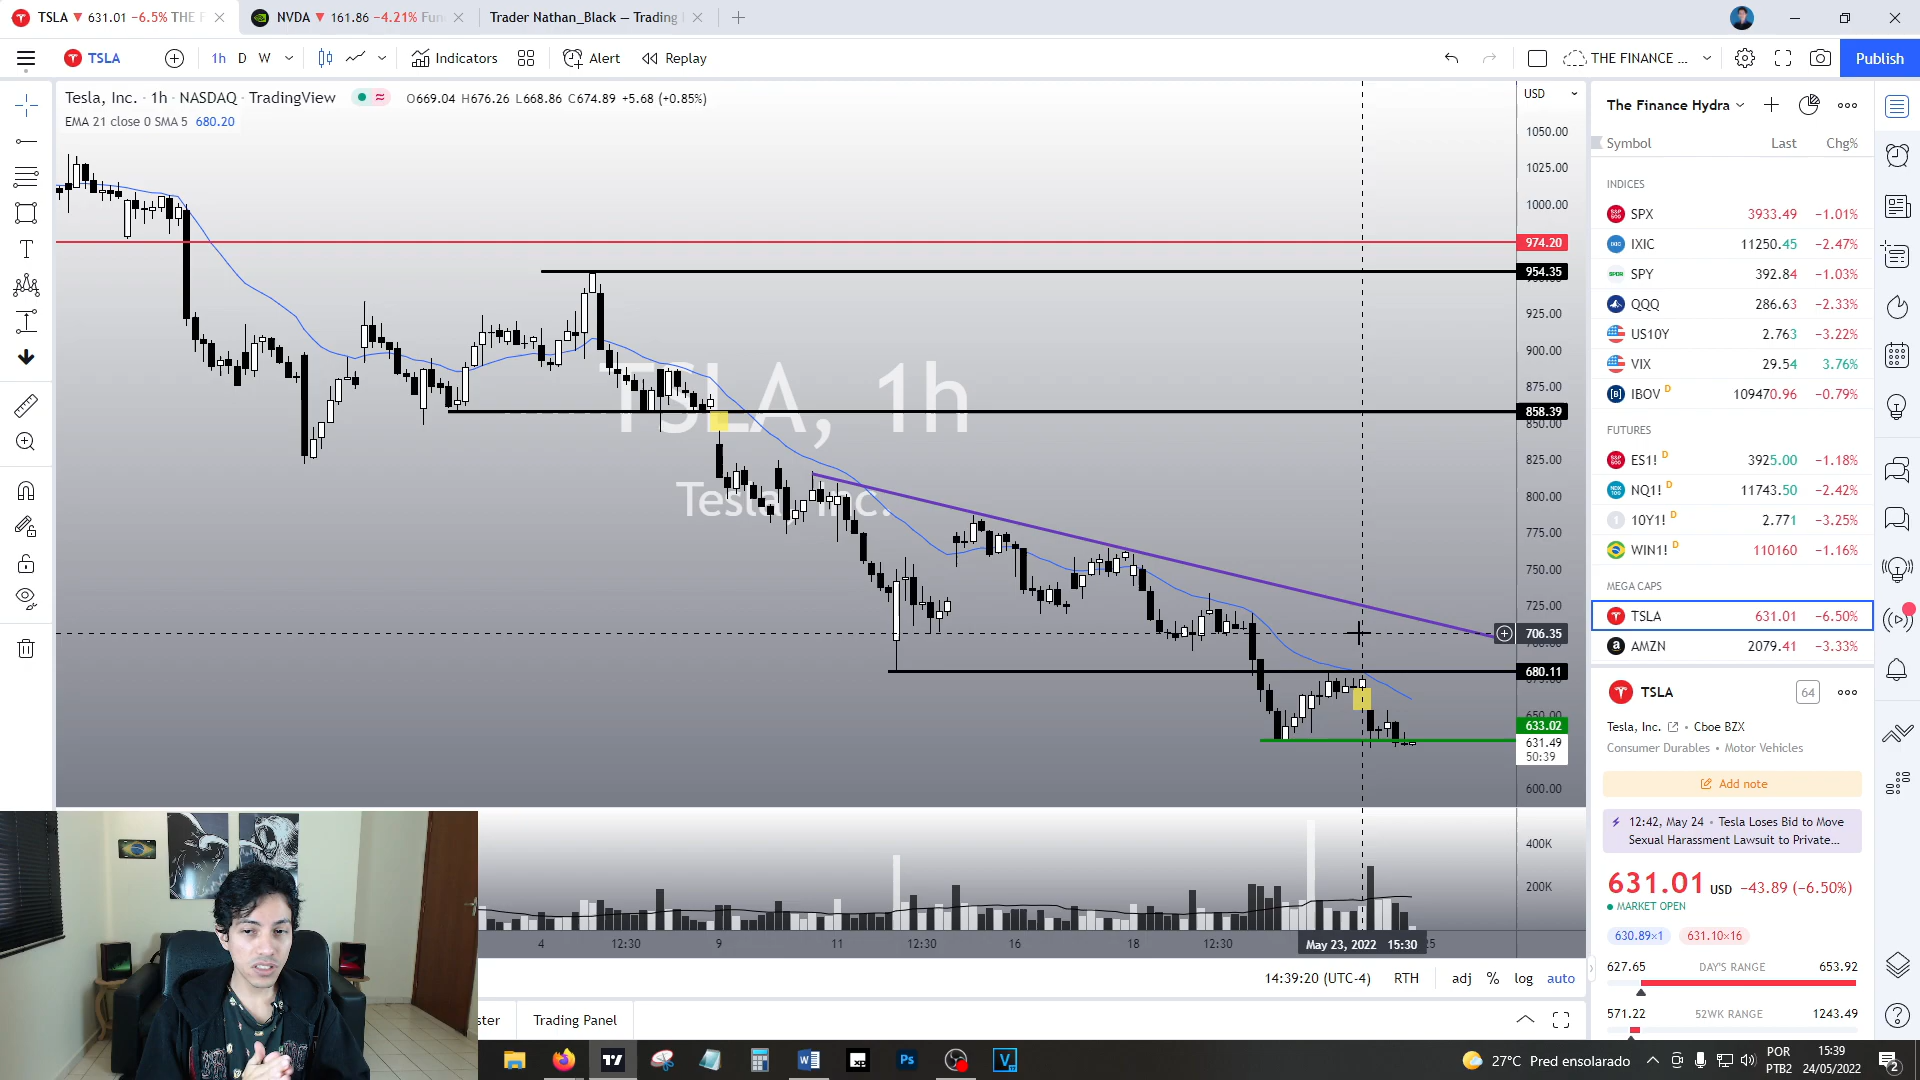 TSLA ▼ 631.01 −6.5% THE F
NVDA ▼ 161.86 −4.21% Fun
Trader Nathan_Black — Trading
TSLA
1h D W
Indicators
Alert
Replay
THE FINANCE ...
Publish
Tesla, Inc. · 1h · NASDAQ · TradingView
O669.04 H676.26 L668.86 C674.89 +5.68 (+0.85%)
EMA 21 close 0 SMA 5 680.20
TSLA, 1h
Tesla, Inc.
USD
1050.00
1025.00
1000.00
974.20
954.35
925.00
900.00
875.00
858.39
850.00
825.00
800.00
775.00
750.00
725.00
706.35
680.11
650.00
633.02
631.49
50:39
600.00
400K
200K
4
12:30
9
11
12:30
16
18
12:30
May 23, 2022 15:30
25
14:39:20 (UTC-4)
RTH
adj
%
log
auto
ster
Trading Panel
The Finance Hydra
Symbol Last Chg%
INDICES
SPX 3933.49 −1.01%
IXIC 11250.45 −2.47%
SPY 392.84 −1.03%
QQQ 286.63 −2.33%
US10Y 2.763 −3.22%
VIX 29.54 3.76%
IBOV D 109470.96 −0.79%
FUTURES
ES1! D 3925.00 −1.18%
NQ1! D 11743.50 −2.42%
10Y1! D 2.771 −3.25%
WIN1! D 110160 −1.16%
MEGA CAPS
TSLA 631.01 −6.50%
AMZN 2079.41 −3.33%
TSLA
64
Tesla, Inc. • Cboe BZX
Consumer Durables • Motor Vehicles
Add note
12:42, May 24 • Tesla Loses Bid to Move
Sexual Harassment Lawsuit to Private...
631.01 USD −43.89 (−6.50%)
MARKET OPEN
630.89×1 631.10×16
627.65 DAY'S RANGE 653.92
571.22 52WK RANGE 1243.49
27°C Pred ensolarado
POR
PTB2
15:39
24/05/2022
2